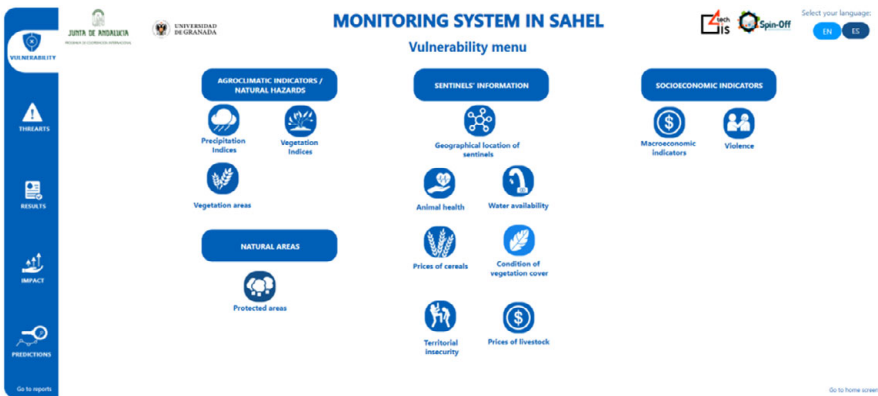 JUNTA DE ANDALUCIA
UNIVERSIDAD
DE GRANADA
MONITORING SYSTEM IN SAHEL
Vulnerability menu
4
tech
Gis
Spin-Off
Select your language:
EN
ES
VULNERABILITY
THREARTS
RESULTS
IMPACT
PREDICTIONS
Go to reports
AGROCLIMATIC INDICATORS /
NATURAL HAZARDS
Precipitation
Indices
Vegetation
Indices
Vegetation areas
NATURAL AREAS
Protected areas
SENTINELS' INFORMATION
Geographical location of
sentinels
Animal health
Water availability
Prices of cereals
Condition of
vegetation cover
Territorial
insecurity
Prices of livestock
SOCIOECONOMIC INDICATORS
Macroeconomic
indicators
Violence
Go to home screen